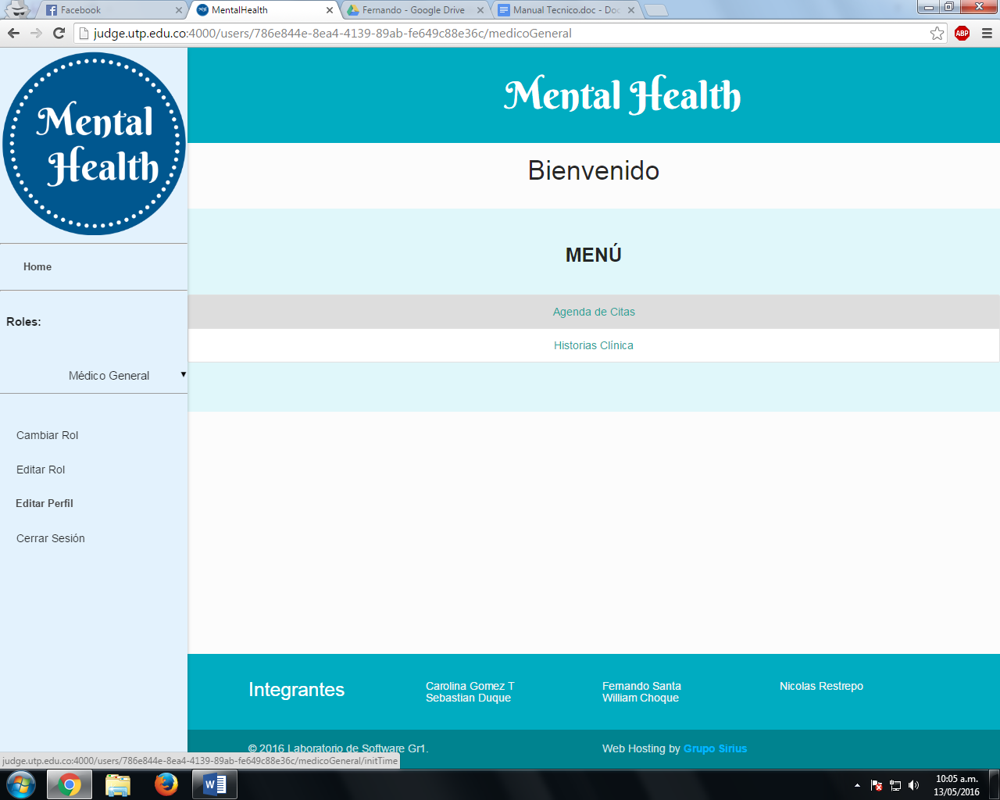 Facebook
MentalHealth
Fernando - Google Drive
Manual Tecnico.doc - Doc
judge.utp.edu.co:4000/users/786e844e-8ea4-4139-89ab-fe649c88e36c/medicoGeneral
ABP
Mental
Health
Mental Health
Bienvenido
MENÚ
Home
Agenda de Citas
Roles:
Historias Clínica
Médico General
Cambiar Rol
Editar Rol
Editar Perfil
Cerrar Sesión
Integrantes
Carolina Gomez T
Sebastian Duque
Fernando Santa
William Choque
Nicolas Restrepo
© 2016 Laboratorio de Software Gr1.
Web Hosting by Grupo Sirius
judge.utp.edu.co:4000/users/786e844e-8ea4-4139-89ab-fe649c88e36c/medicoGeneral/initTime
10:05 a.m.
13/05/2016